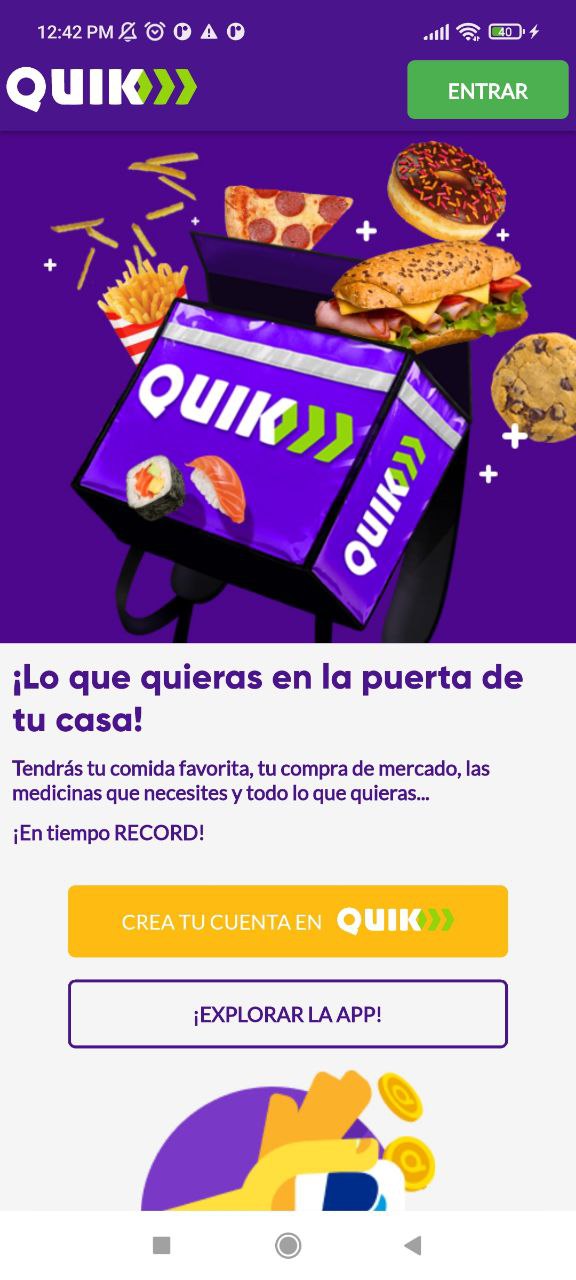 12:42 PM
40
QUIK
ENTRAR
QUIK
QUIK
¡Lo que quieras en la puerta de
tu casa!
Tendrás tu comida favorita, tu compra de mercado, las
medicinas que necesites y todo lo que quieras...
¡En tiempo RECORD!
CREA TU CUENTA EN QUIK
¡EXPLORAR LA APP!